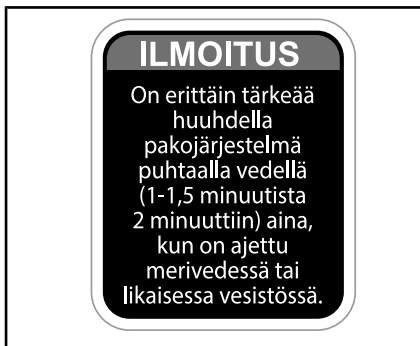 ILMOITUS
On erittäin tärkeää
huuhdella
pakojärjestelmä
puhtaalla vedellä
(1-1,5 minuutista
2 minuuttiin) aina,
kun on ajettu
merivedessä tai
likaisessa vesistössä.